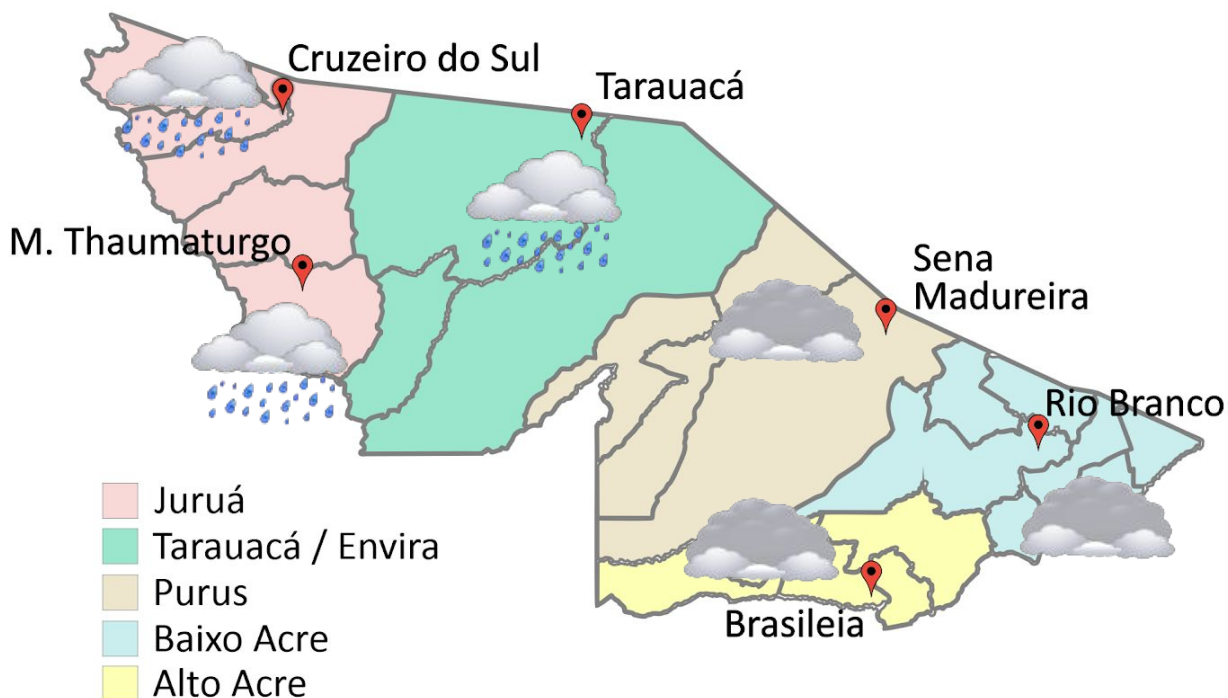 Cruzeiro do Sul
Tarauacá
M. Thaumaturgo
Sena
Madureira
Rio Branco
Brasileia
Juruá
Tarauacá / Envira
Purus
Baixo Acre
Alto Acre